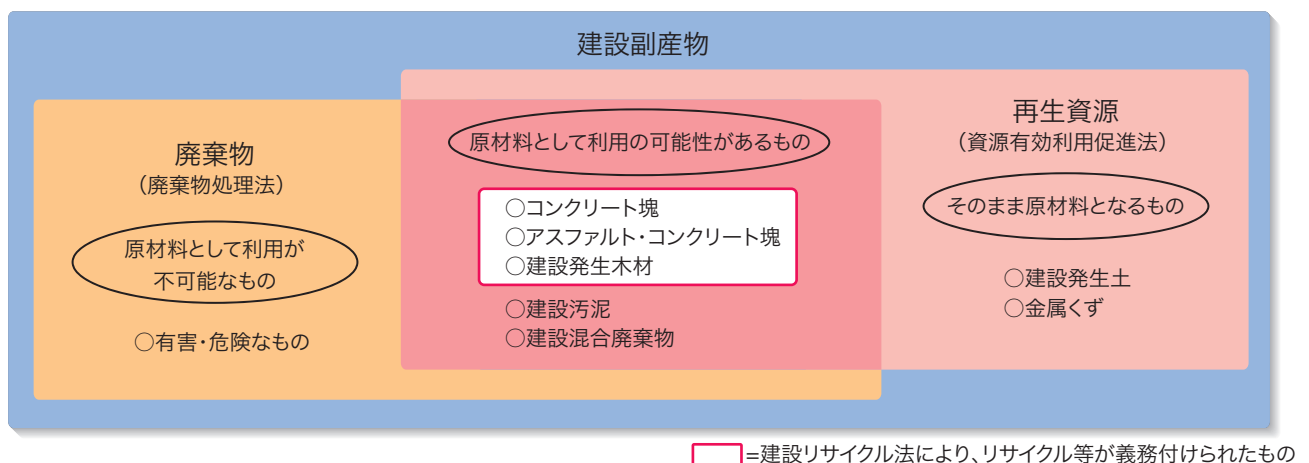 建設副産物
廃棄物
（廃棄物処理法）
原材料として利用が
不可能なもの
○有害・危険なもの
原材料として利用の可能性があるもの
○コンクリート塊
○アスファルト・コンクリート塊
○建設発生木材
○建設汚泥
○建設混合廃棄物
再生資源
（資源有効利用促進法）
そのまま原材料となるもの
○建設発生土
○金属くず
=建設リサイクル法により、リサイクル等が義務付けられたもの